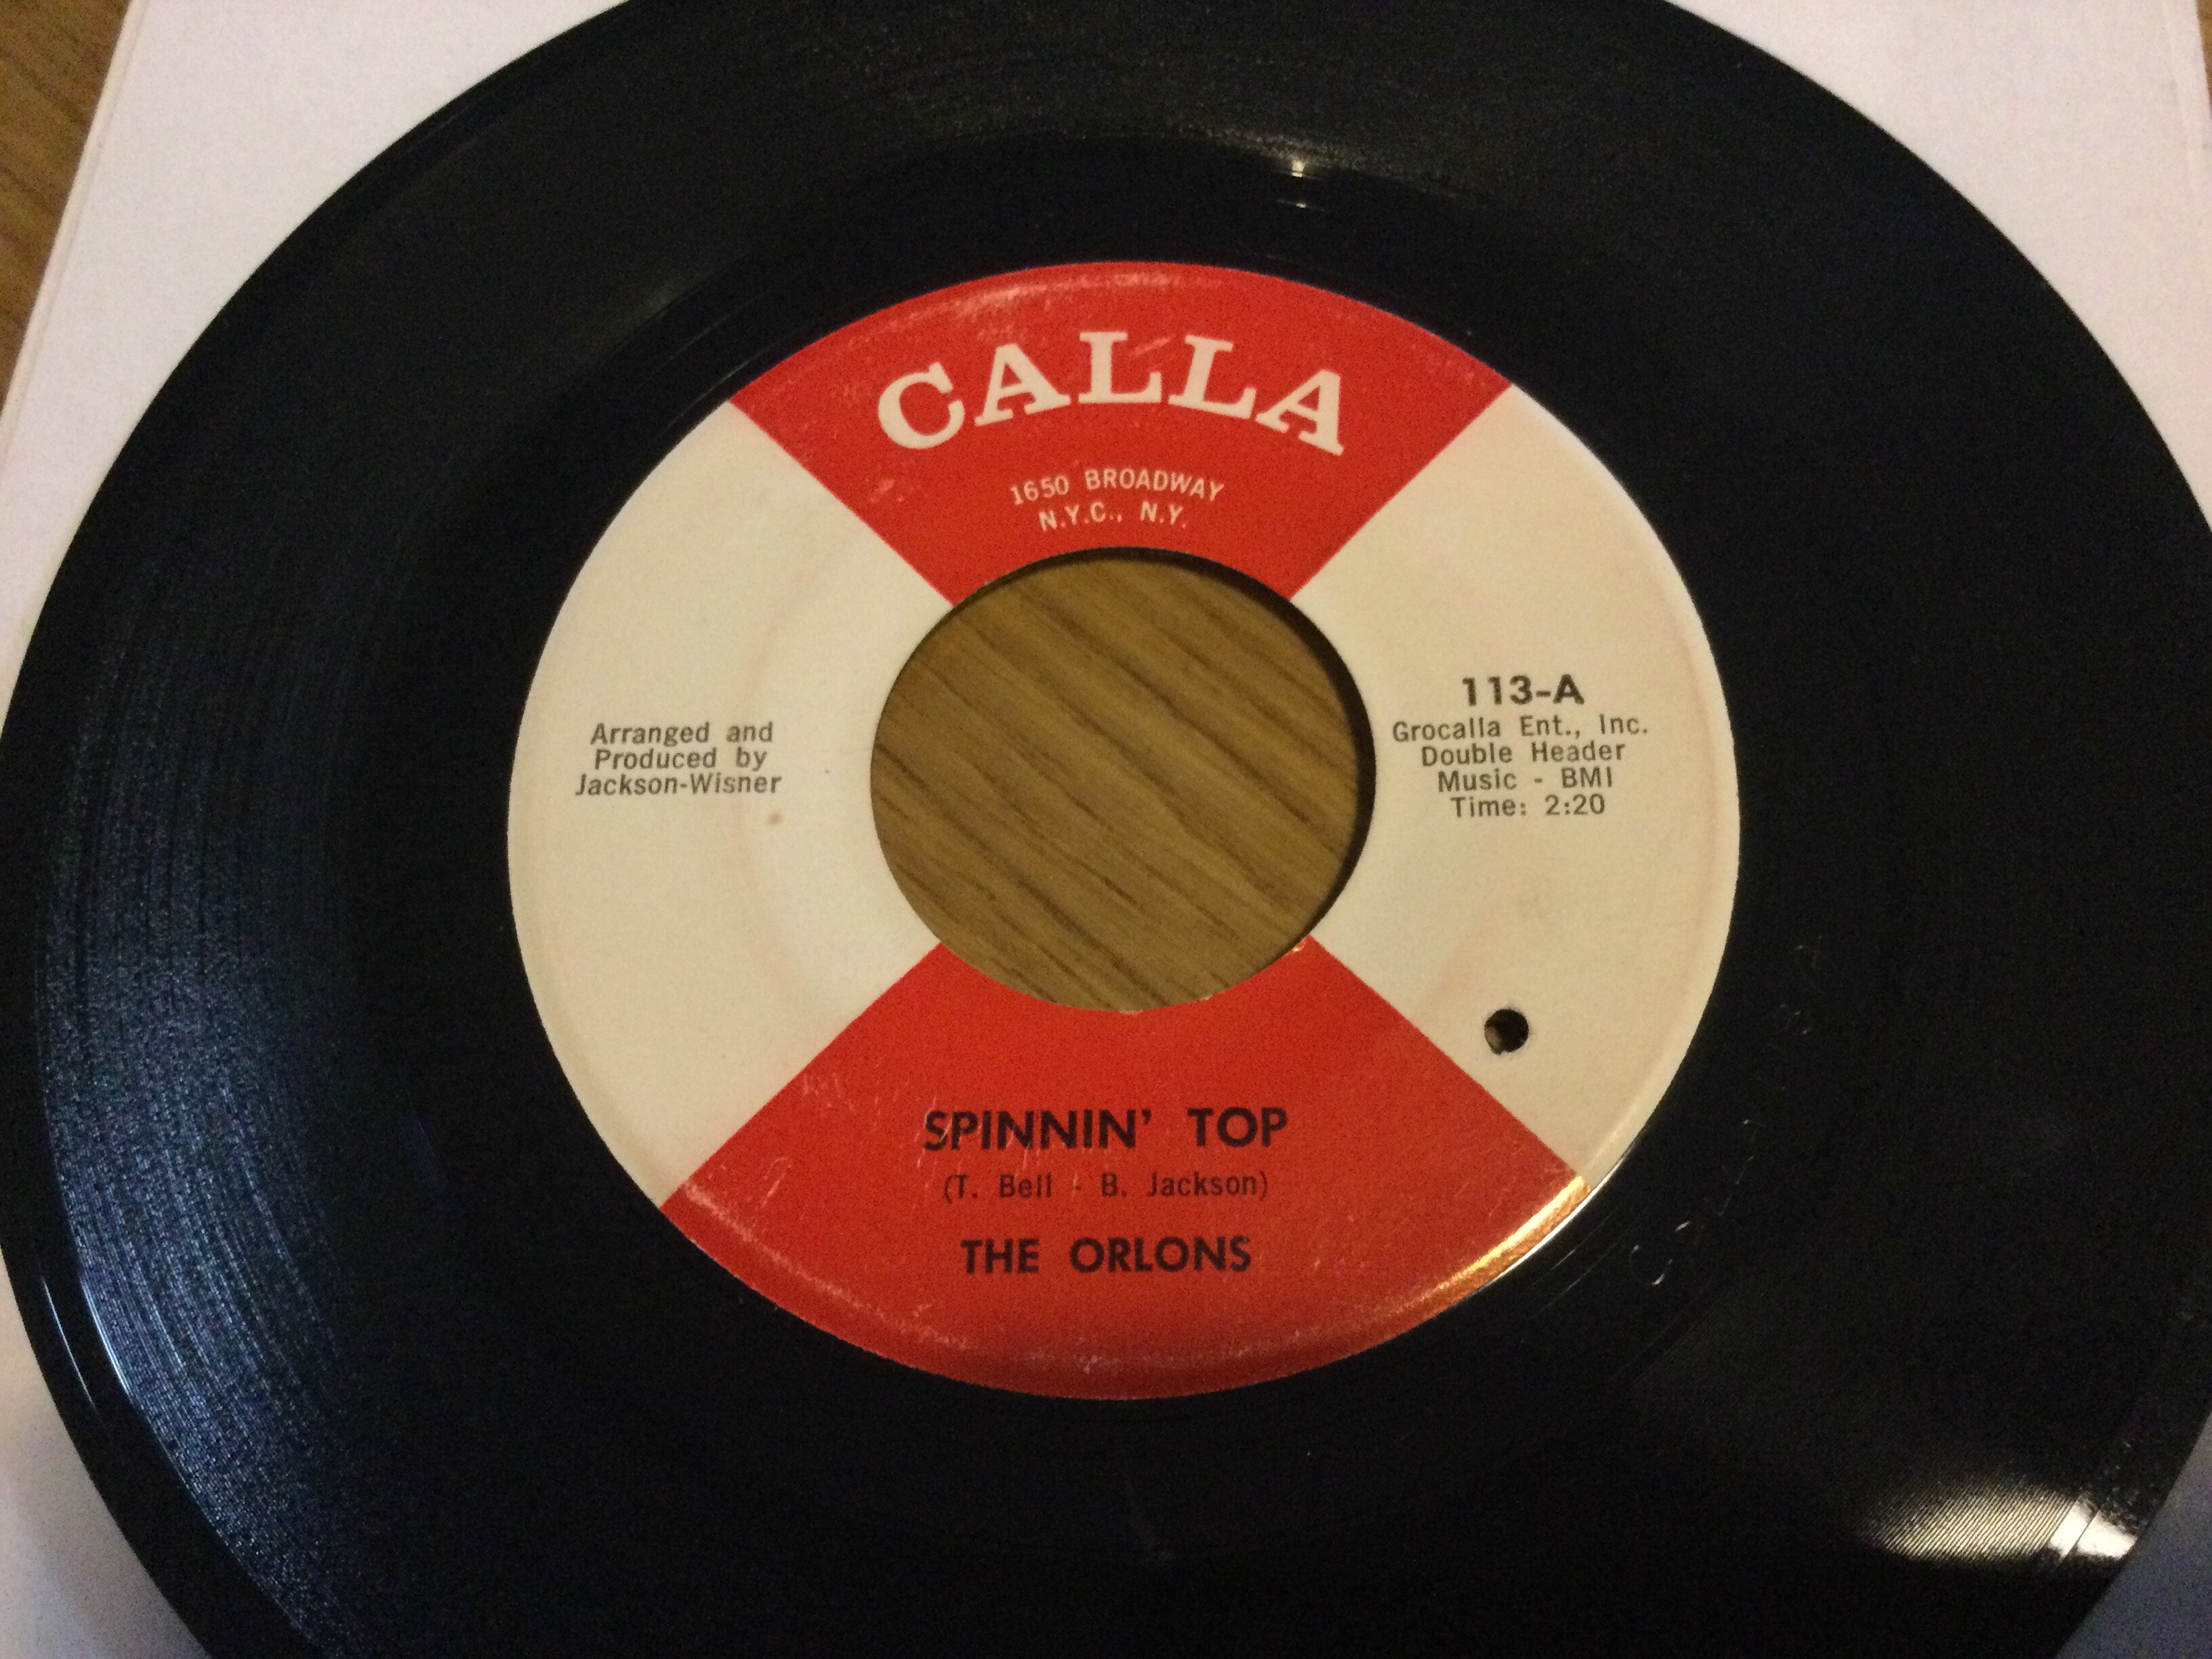 CALLA
1650 BROADWAY
N.Y.C., N.Y.
Arranged and
Produced by
Jackson-Wisner
113-A
Grocalla Ent., Inc.
Double Header
Music - BMI
Time: 2:20
SPINNIN' TOP
(T. Bell - B. Jackson)
THE ORLONS